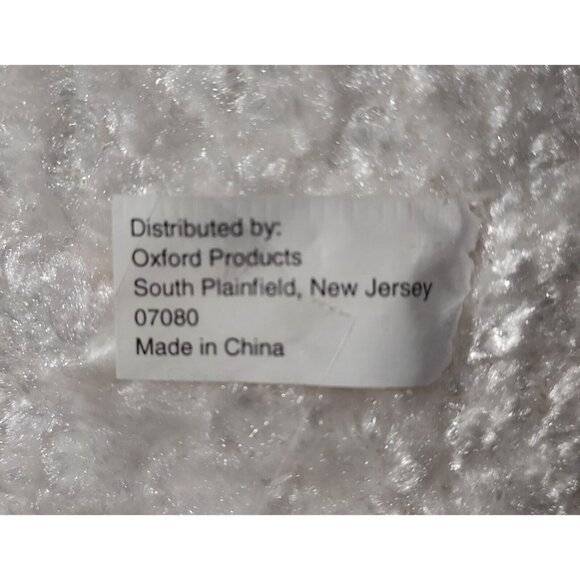 Distributed by:
Oxford Products
South Plainfield, New Jersey
07080
Made in China